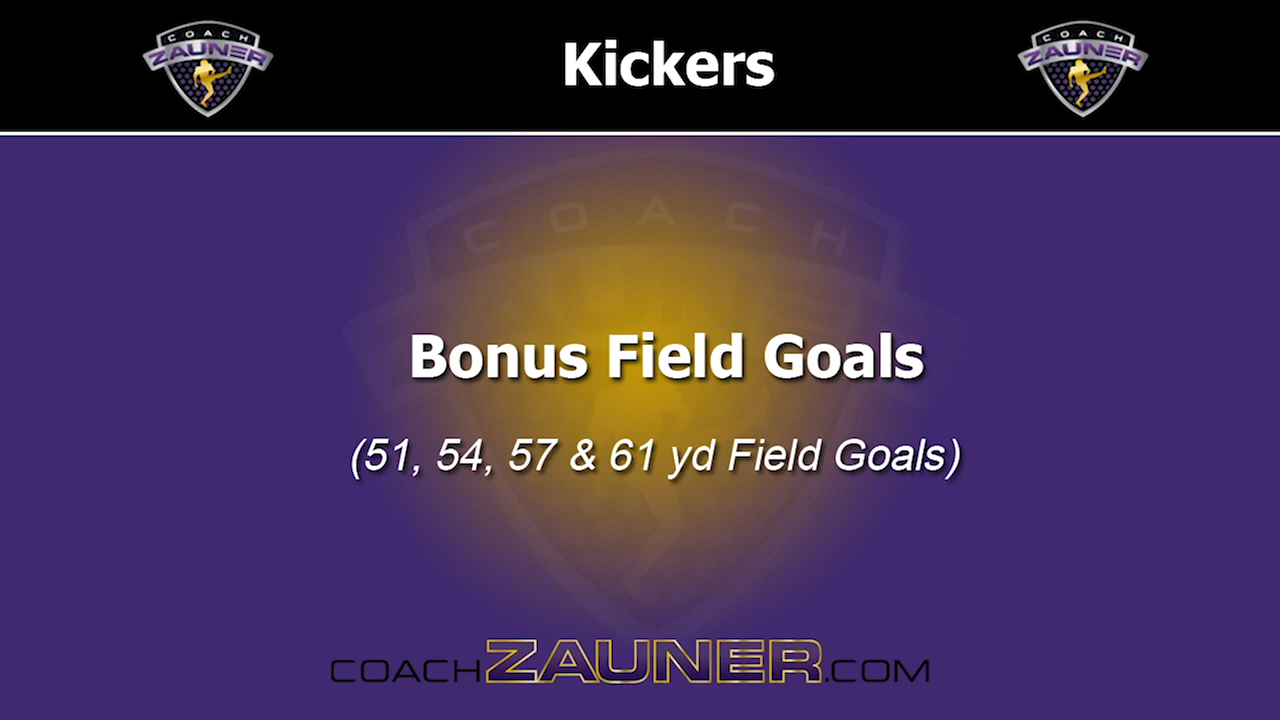 COACH
ZAUNER
Kickers
COACH
ZAUNER
COACH
Bonus Field Goals
(51, 54, 57 & 61 yd Field Goals)
COACHZAUNER.COM